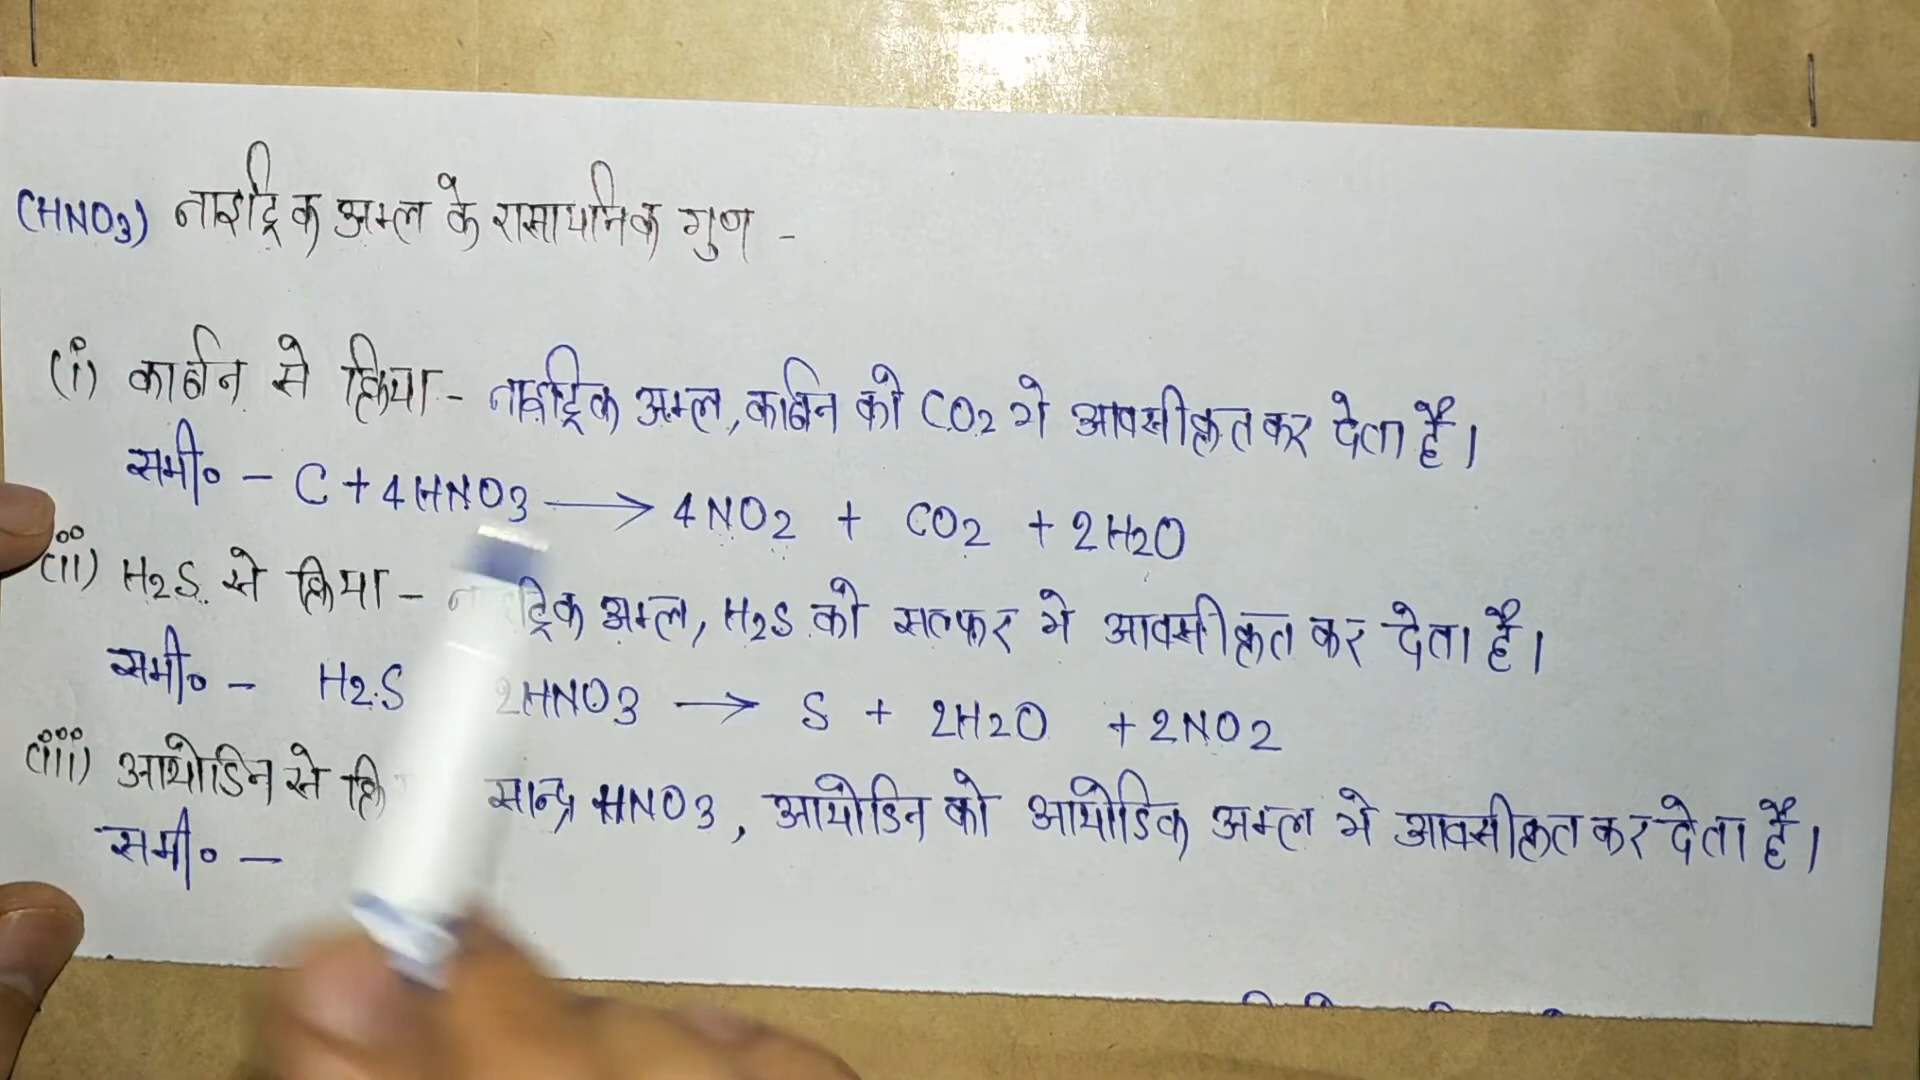 (HNO3) नाइट्रिक अम्ल के रासायनिक गुण -
(i) कार्बन से क्रिया - नाइट्रिक अम्ल, कार्बन को CO2 मे आक्सीकृत कर देता है।
समी० - C + 4HNO3 → 4NO2 + CO2 + 2H2O
(ii) H2S से क्रिया - अम्ल, H2S को सल्फर मे आक्सीकृत कर देता है।
समी० - H2S 2HNO3 → S + 2H2O + 2NO2
(iii) आयोडिन से सान्द्र HNO3, आयोडिन को आयोडिक अम्ल मे आक्सीकृत कर देता है।
समी० -